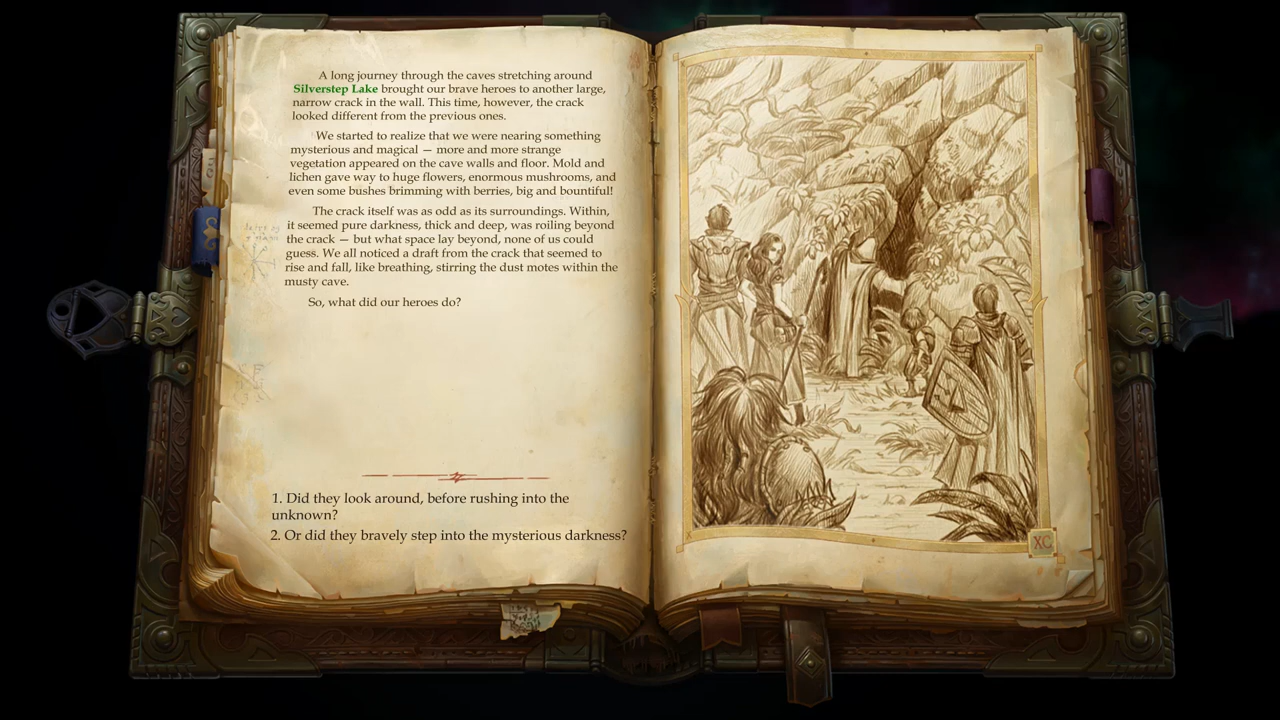 A long journey through the caves stretching around
Silverstep Lake brought our brave heroes to another large,
narrow crack in the wall. This time, however, the crack
looked different from the previous ones.
We started to realize that we were nearing something
mysterious and magical — more and more strange
vegetation appeared on the cave walls and floor. Mold and
lichen gave way to huge flowers, enormous mushrooms, and
even some bushes brimming with berries, big and bountiful!
The crack itself was as odd as its surroundings. Within,
it seemed pure darkness, thick and deep, was roiling beyond
the crack — but what space lay beyond, none of us could
guess. We all noticed a draft from the crack that seemed to
rise and fall, like breathing, stirring the dust motes within the
musty cave.
So, what did our heroes do?
1. Did they look around, before rushing into the
unknown?
2. Or did they bravely step into the mysterious darkness?
XC